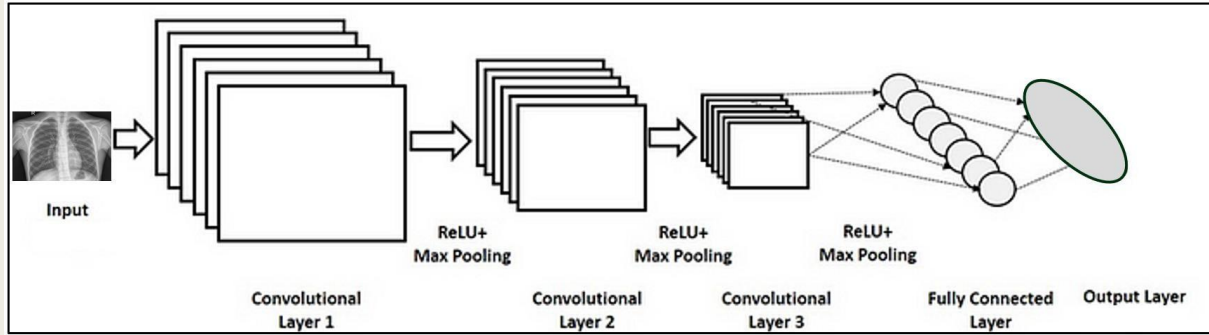 Input
ReLU+
Max Pooling
ReLU+
Max Pooling
ReLU+
Max Pooling
Convolutional
Layer 1
Convolutional
Layer 2
Convolutional
Layer 3
Fully Connected
Layer
Output Layer